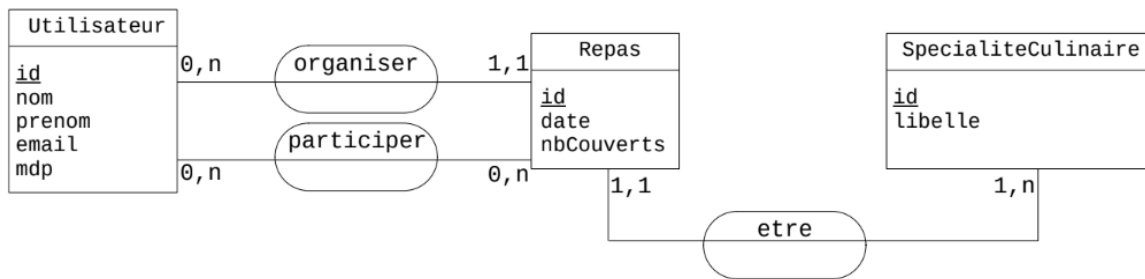 Utilisateur
id
nom
prenom
email
mdp
0,n
organiser
1,1
0,n
participer
0,n
Repas
id
date
nbCouverts
1,1
SpecialiteCulinaire
id
libelle
1,n
etre